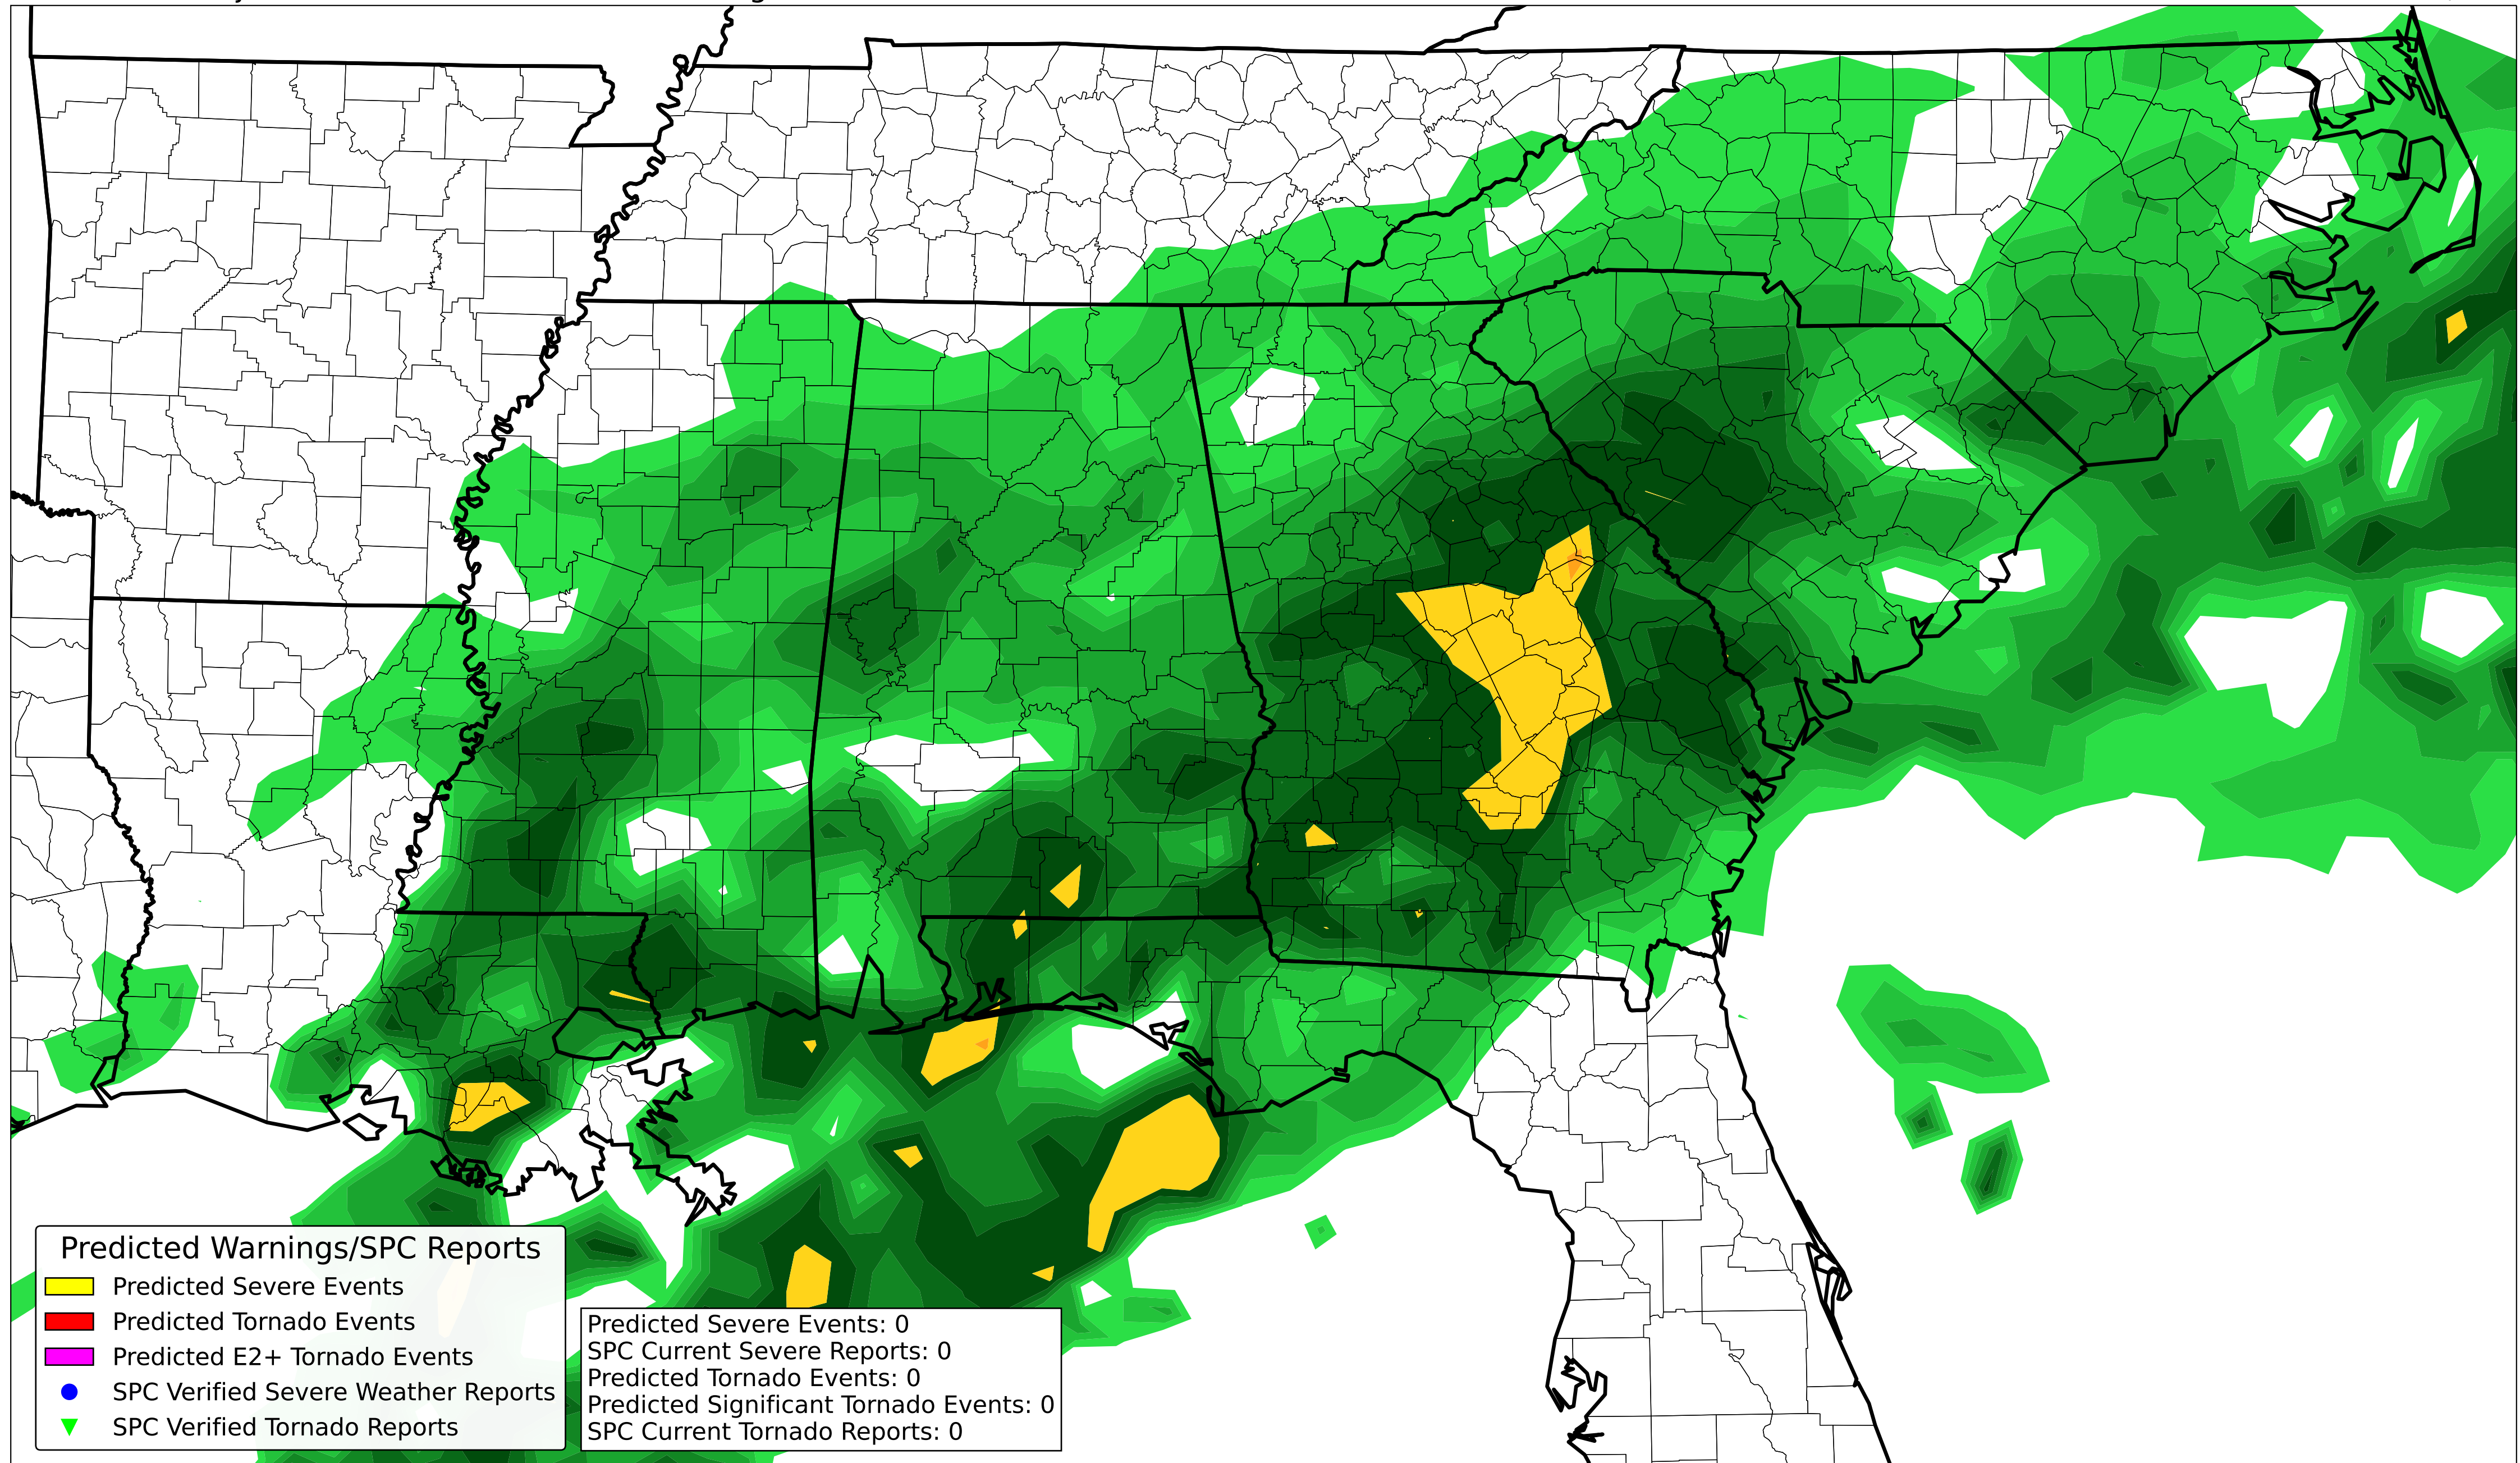 Predicted Warnings/SPC Reports
Predicted Severe Events
Predicted Tornado Events
Predicted E2+ Tornado Events
SPC Verified Severe Weather Reports
SPC Verified Tornado Reports
Predicted Severe Events: 0
SPC Current Severe Reports: 0
Predicted Tornado Events: 0
Predicted Significant Tornado Events: 0
SPC Current Tornado Reports: 0